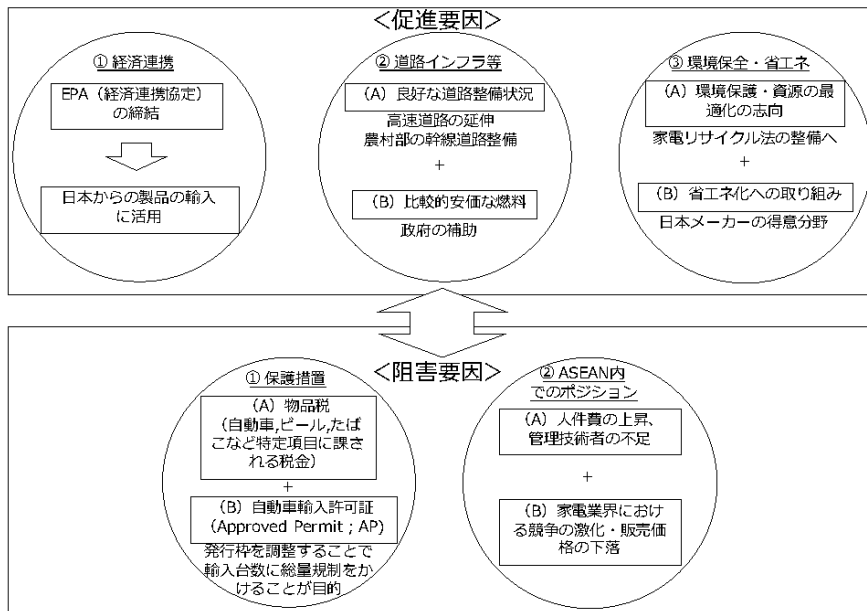 ＜促進要因＞
① 経済連携
EPA（経済連携協定）
の締結
日本からの製品の輸入
に活用
② 道路インフラ等
（A）良好な道路整備状況
高速道路の延伸
農村部の幹線道路整備
+
（B）比較的安価な燃料
政府の補助
③ 環境保全・省エネ
（A）環境保護・資源の最
適化の志向
家電リサイクル法の整備へ
+
（B）省エネ化への取り組み
日本メーカーの得意分野
＜阻害要因＞
① 保護措置
（A）物品税
（自動車,ビール,たば
こなど特定項目に課さ
れる税金）
+
（B）自動車輸入許可証
（Approved Permit ; AP）
発行枠を調整することで
輸入台数に総量規制をか
けることが目的
② ASEAN内
でのポジション
（A）人件費の上昇、
管理技術者の不足
+
（B）家電業界におけ
る競争の激化・販売価
格の下落